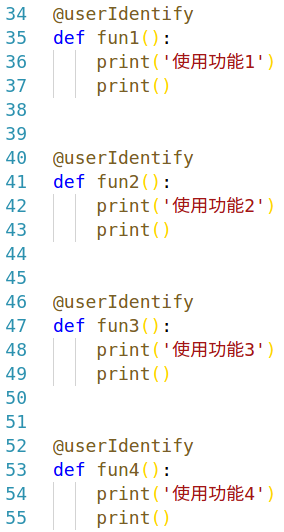 34 @userIdentify
35 def fun1():
36 print('使用功能1')
37 print()
38
39
40 @userIdentify
41 def fun2():
42 print('使用功能2')
43 print()
44
45
46 @userIdentify
47 def fun3():
48 print('使用功能3')
49 print()
50
51
52 @userIdentify
53 def fun4():
54 print('使用功能4')
55 print()